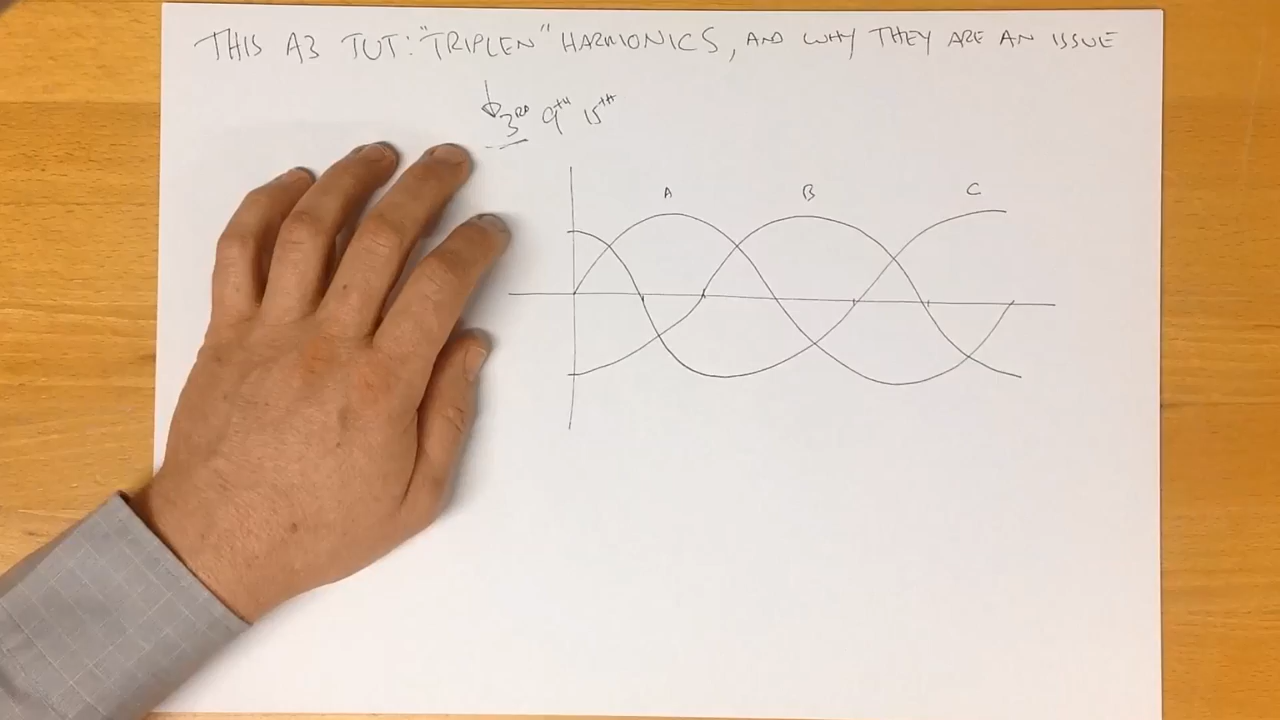 THIS A3 TUT: "TRIPLEN" HARMONICS, AND WHY THEY ARE AN ISSUE
3RD 9TH 15TH
A B C